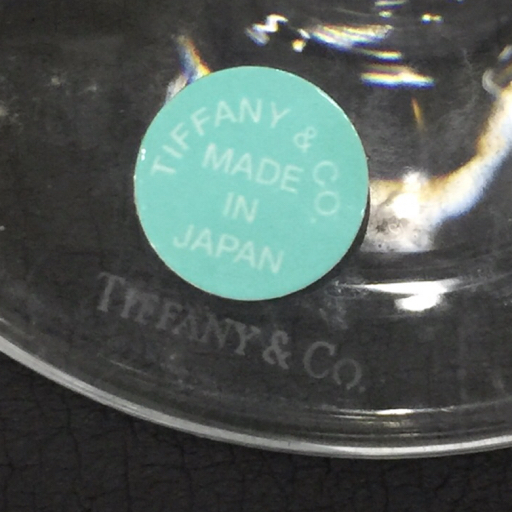 TIFFANY & CO.
MADE
IN
JAPAN
TIFFANY & CO.